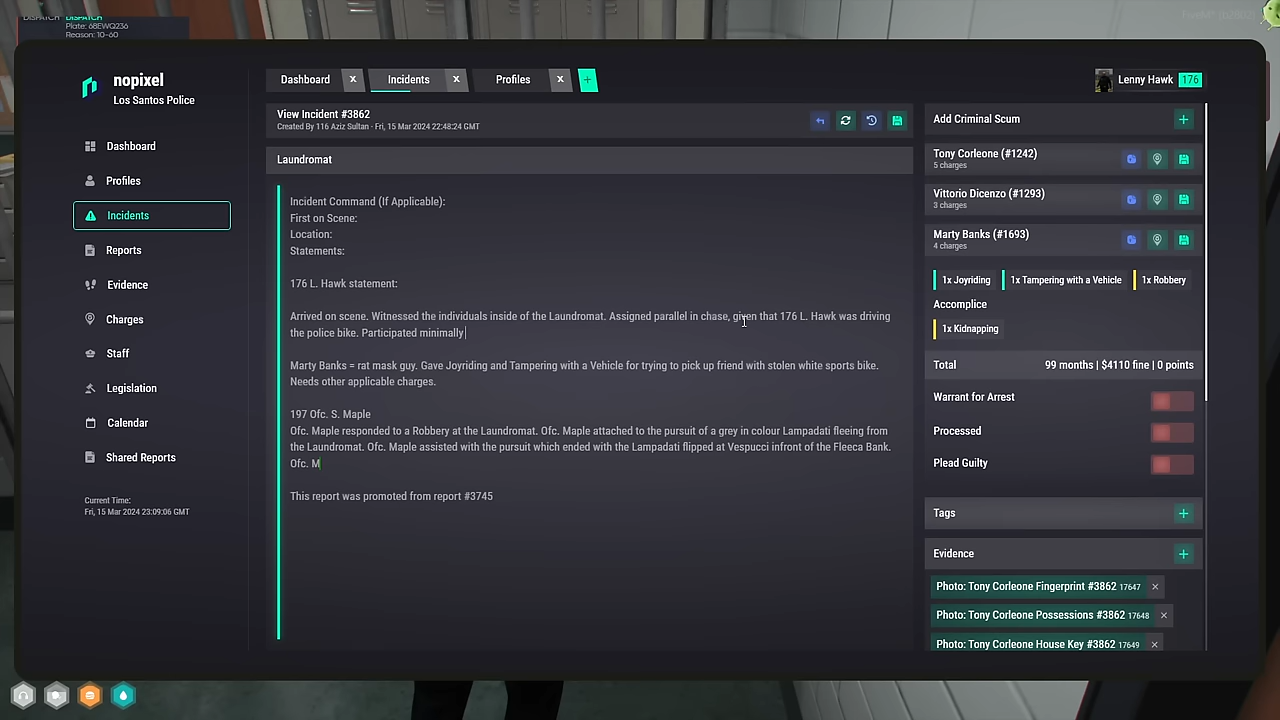 DISPATCH DISPATCH
Plate: 68EWQ236
Reason: 10-60
nopixel
Los Santos Police
Dashboard
Profiles
Incidents
Reports
Evidence
Charges
Staff
Legislation
Calendar
Shared Reports
Current Time:
Fri, 15 Mar 2024 23:09:06 GMT
Dashboard x
Incidents x
Profiles x
+
Lenny Hawk 176
View Incident #3862
Created By 116 Aziz Sultan - Fri, 15 Mar 2024 22:48:24 GMT
Laundromat
Incident Command (If Applicable):
First on Scene:
Location:
Statements:
176 L. Hawk statement:
Arrived on scene. Witnessed the individuals inside of the Laundromat. Assigned parallel in chase, given that 176 L. Hawk was driving
the police bike. Participated minimally
Marty Banks = rat mask guy. Gave Joyriding and Tampering with a Vehicle for trying to pick up friend with stolen white sports bike.
Needs other applicable charges.
197 Ofc. S. Maple
Ofc. Maple responded to a Robbery at the Laundromat. Ofc. Maple attached to the pursuit of a grey in colour Lampadati fleeing from
the Laundromat. Ofc. Maple assisted with the pursuit which ended with the Lampadati flipped at Vespucci infront of the Fleeca Bank.
Ofc. M
This report was promoted from report #3745
Add Criminal Scum +
Tony Corleone (#1242)
5 charges
Vittorio Dicenzo (#1293)
3 charges
Marty Banks (#1693)
4 charges
1x Joyriding 1x Tampering with a Vehicle 1x Robbery
Accomplice
1x Kidnapping
Total 99 months | $4110 fine | 0 points
Warrant for Arrest
Processed
Plead Guilty
Tags +
Evidence +
Photo: Tony Corleone Fingerprint #3862 17647 x
Photo: Tony Corleone Possessions #3862 17648 x
Photo: Tony Corleone House Key #3862 17649 x